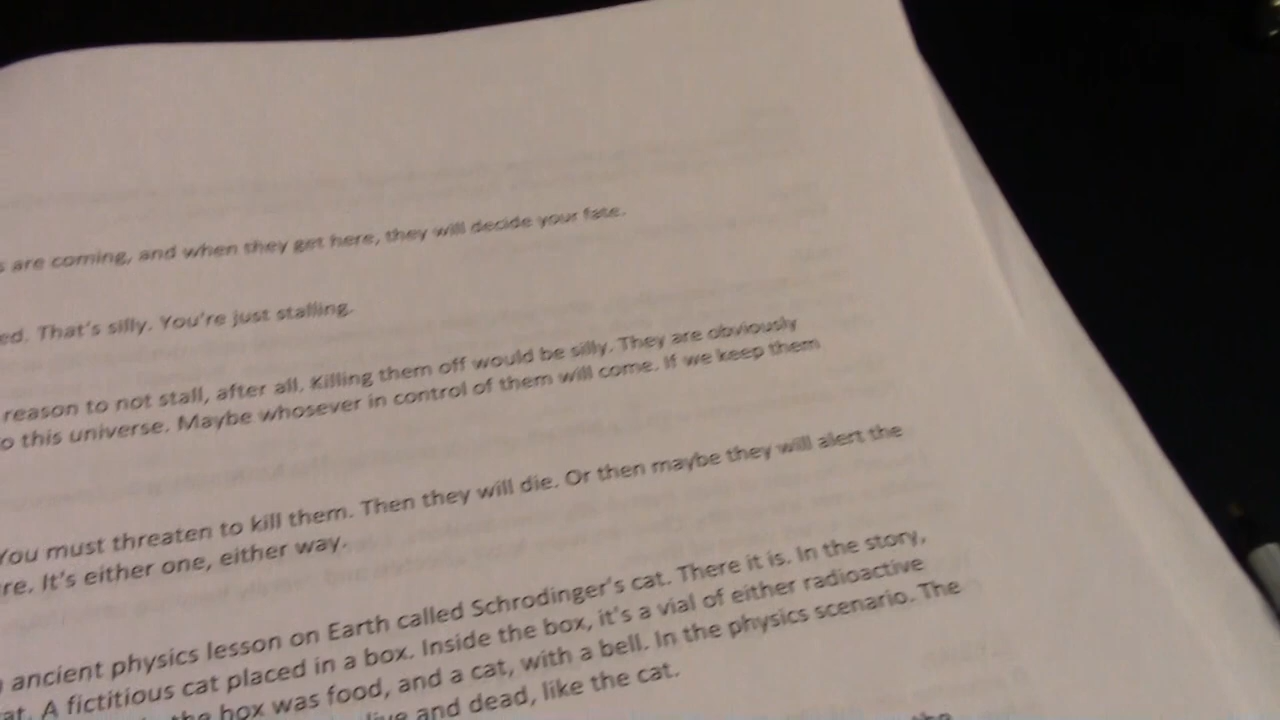 are coming, and when they get here, they will decide your fate.
ed. That's silly. You're just stalling.
reason to not stall, after all. Killing them off would be silly. They are obviously
o this universe. Maybe whosever in control of them will come. If we keep them
You must threaten to kill them. Then they will die. Or then maybe they will alert the
re. It's either one, either way.
ancient physics lesson on Earth called Schrodinger's cat. There it is. In the story,
at. A fictitious cat placed in a box. Inside the box, it's a vial of either radioactive
the box was food, and a cat, with a bell. In the physics scenario. The
and dead, like the cat.
the